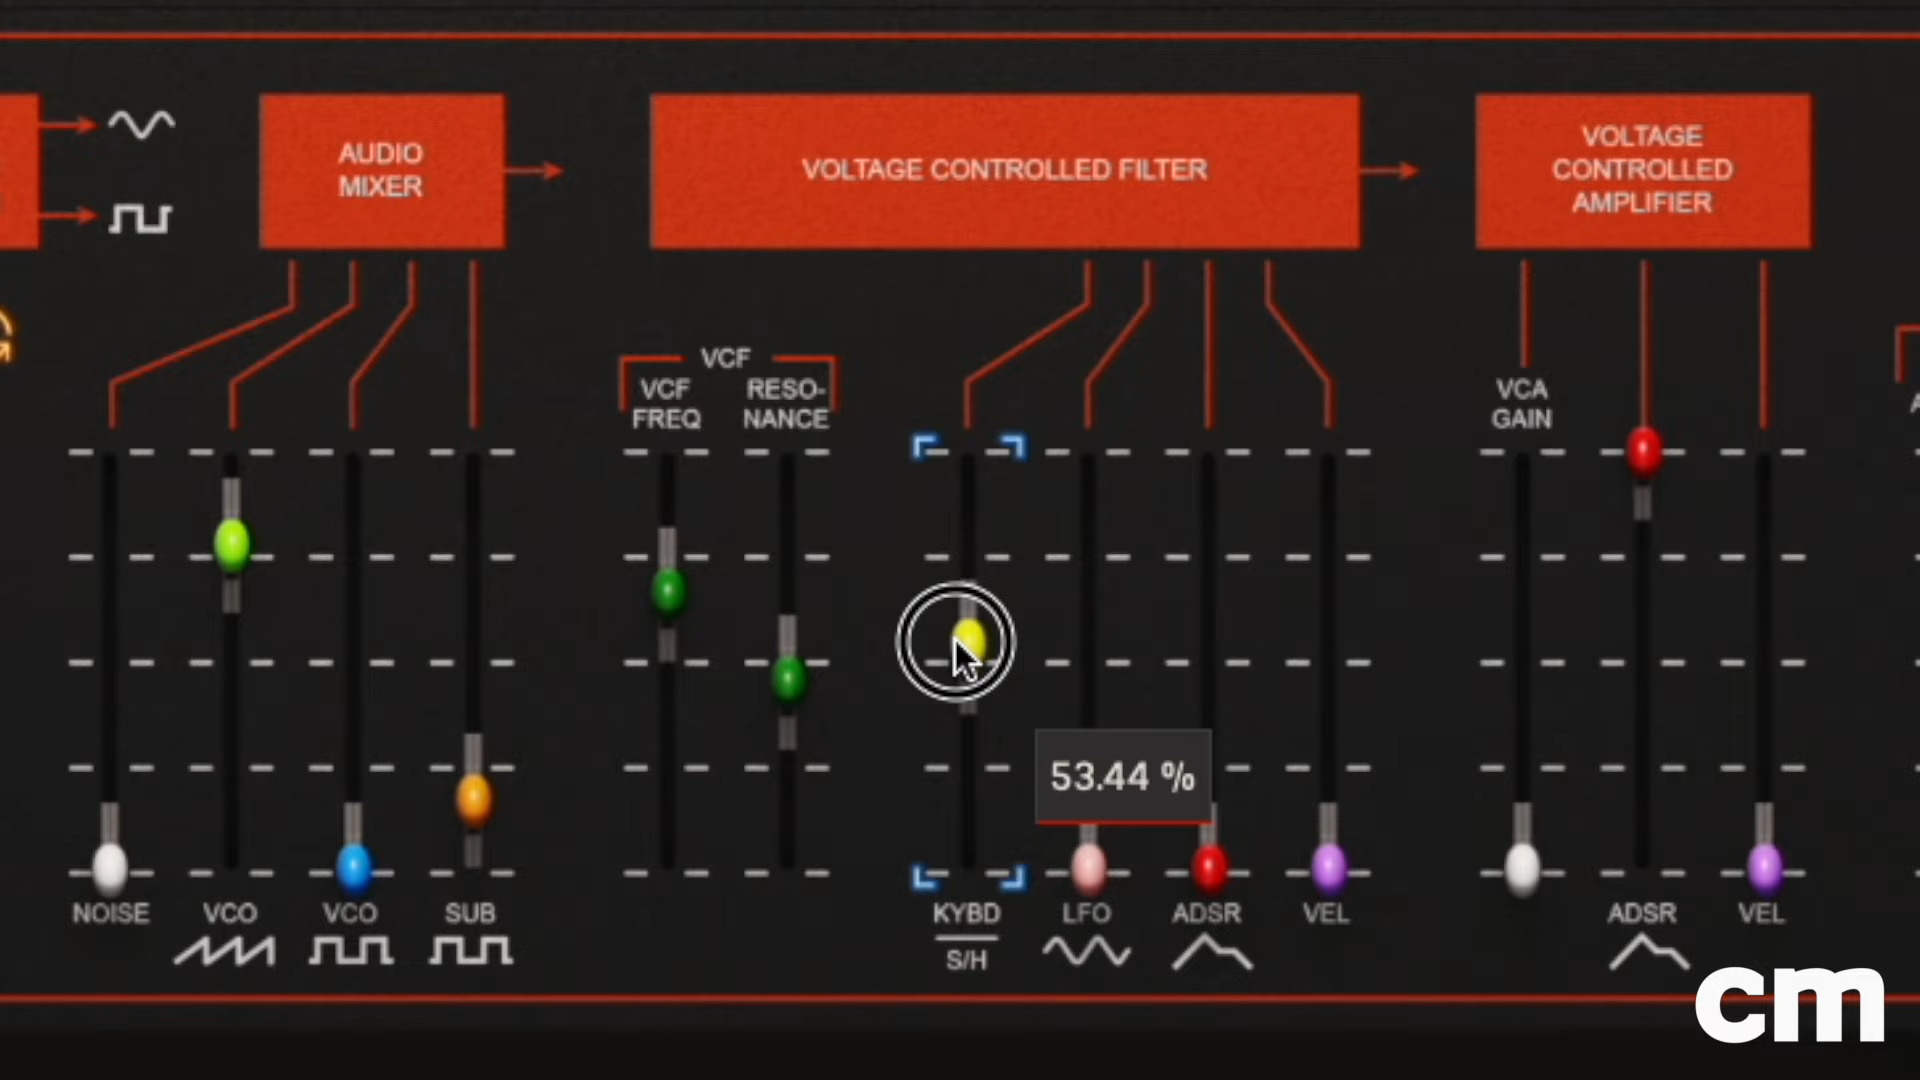 AUDIO
MIXER
VOLTAGE CONTROLLED FILTER
VOLTAGE
CONTROLLED
AMPLIFIER
VCF
VCF
FREQ
RESO-
NANCE
VCA
GAIN
53.44 %
NOISE
VCO
VCO
SUB
KYBD
S/H
LFO
ADSR
VEL
ADSR
VEL
cm